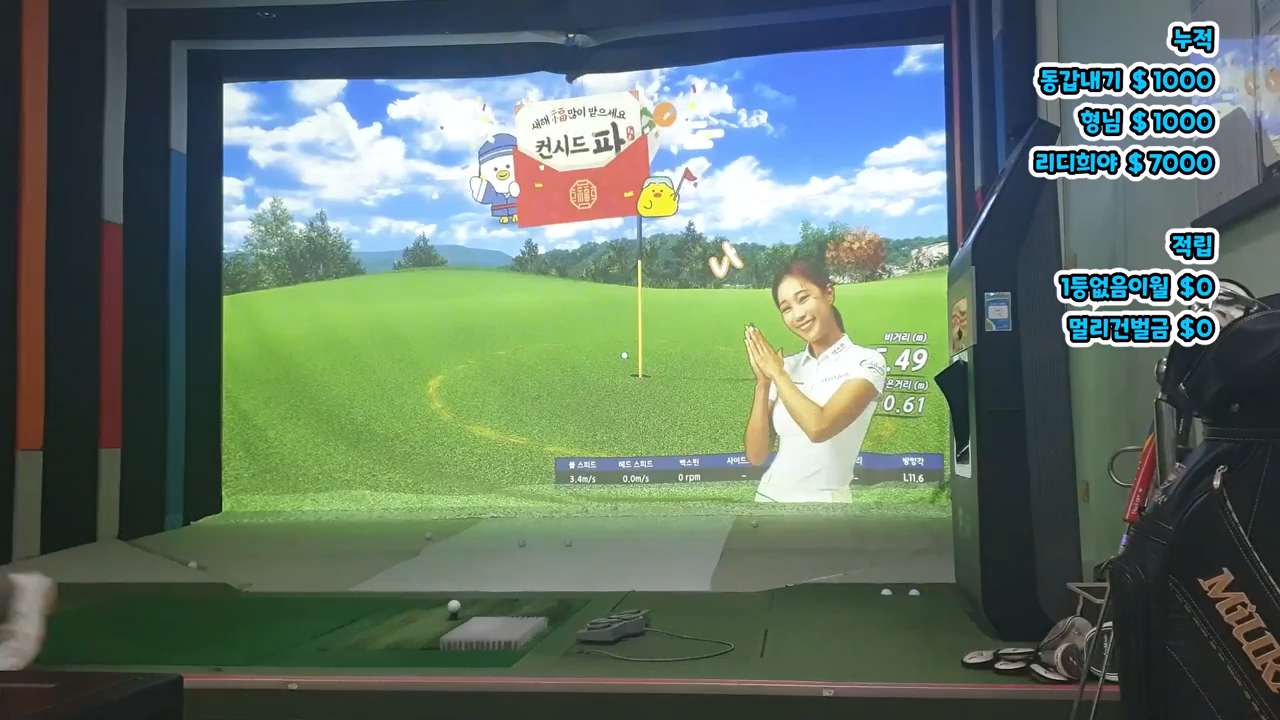 누적
동갑내기 $1000
형님 $1000
리디희야 $7000
적립
1등없음이월 $0
멀리건벌금 $0
새해 福많이 받으세요
컨시드 파
나
비거리 (m)
.49
은거리 (m)
0.61
볼 스피드 헤드 스피드 백스핀 사이드 방향각
3.4m/s 0.0m/s 0 rpm - L11.6